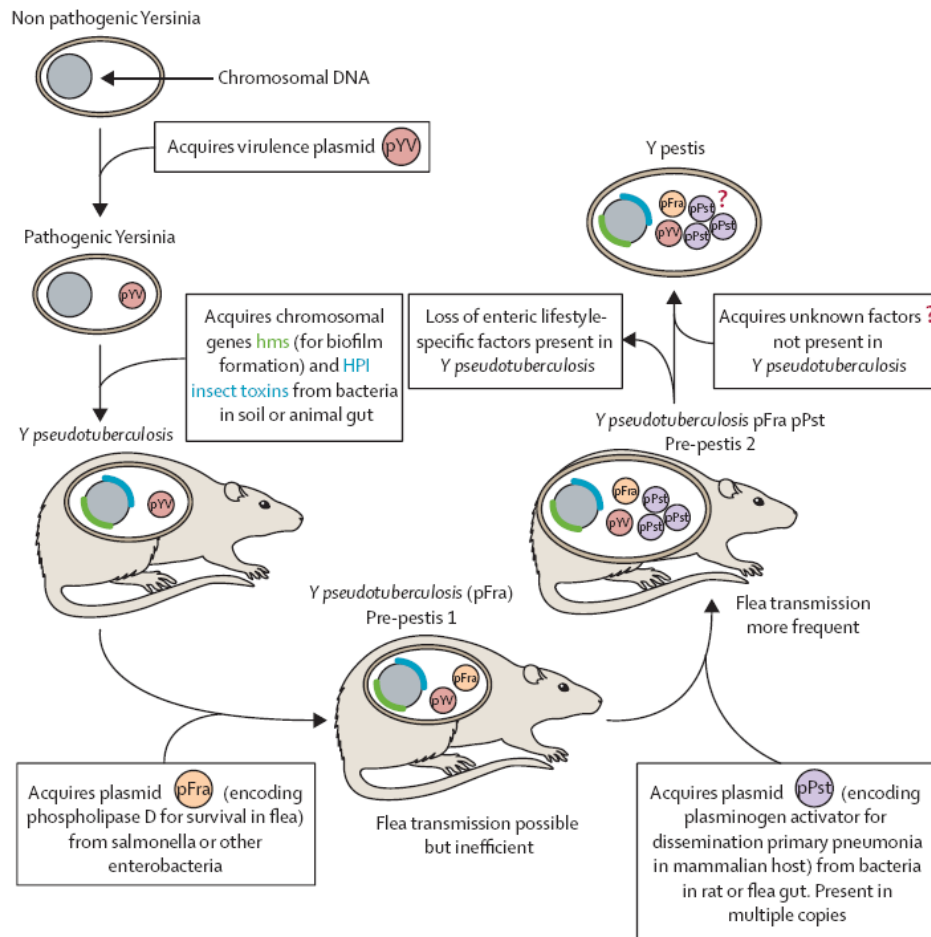 Non pathogenic Yersinia
Chromosomal DNA
Acquires virulence plasmid pYV
Pathogenic Yersinia
pYV
Acquires chromosomal
genes hms (for biofilm
formation) and HPI
insect toxins from bacteria
in soil or animal gut
Y pseudotuberculosis
pYV
Acquires plasmid pFra (encoding
phospholipase D for survival in flea)
from salmonella or other
enterobacteria
Y pseudotuberculosis (pFra)
Pre-pestis 1
pFra
pYV
Flea transmission possible
but inefficient
Acquires plasmid pPst (encoding
plasminogen activator for
dissemination primary pneumonia
in mammalian host) from bacteria
in rat or flea gut. Present in
multiple copies
Flea transmission
more frequent
Y pseudotuberculosis pFra pPst
Pre-pestis 2
pFra pPst
pYV pPst pPst
Loss of enteric lifestyle-
specific factors present in
Y pseudotuberculosis
Acquires unknown factors ?
not present in
Y pseudotuberculosis
Y pestis
pFra pPst ?
pYV pPst pPst